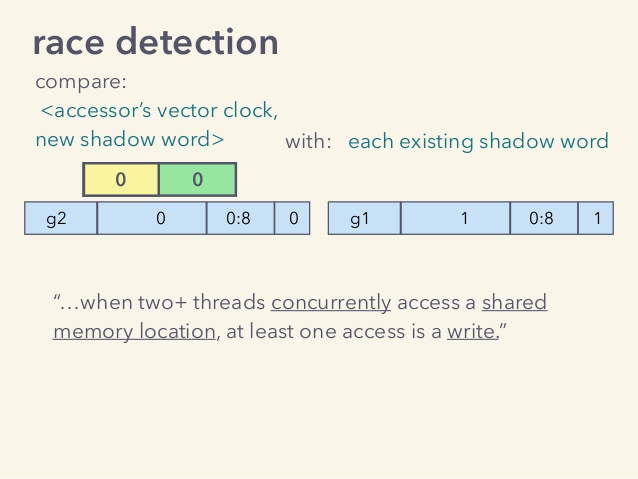 race detection
compare:
<accessor’s vector clock,
new shadow word>
with: each existing shadow word
0 0
g2 0 0:8 0
g1 1 0:8 1
“…when two+ threads concurrently access a shared
memory location, at least one access is a write.”